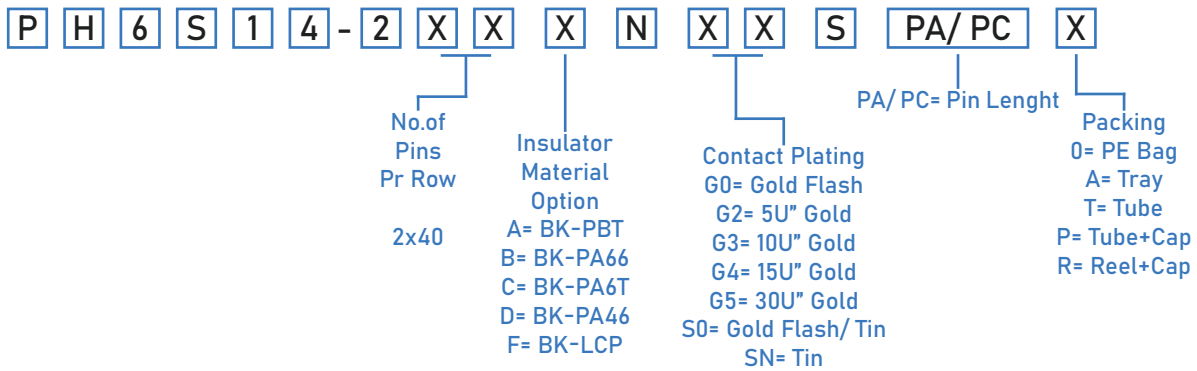 P H 6 S 1 4 - 2 X X X N X X S PA/ PC X
No.of
Pins
Pr Row
2x40
Insulator
Material
Option
A= BK-PBT
B= BK-PA66
C= BK-PA6T
D= BK-PA46
F= BK-LCP
Contact Plating
G0= Gold Flash
G2= 5U" Gold
G3= 10U" Gold
G4= 15U" Gold
G5= 30U" Gold
S0= Gold Flash/ Tin
SN= Tin
PA/ PC= Pin Lenght
Packing
0= PE Bag
A= Tray
T= Tube
P= Tube+Cap
R= Reel+Cap